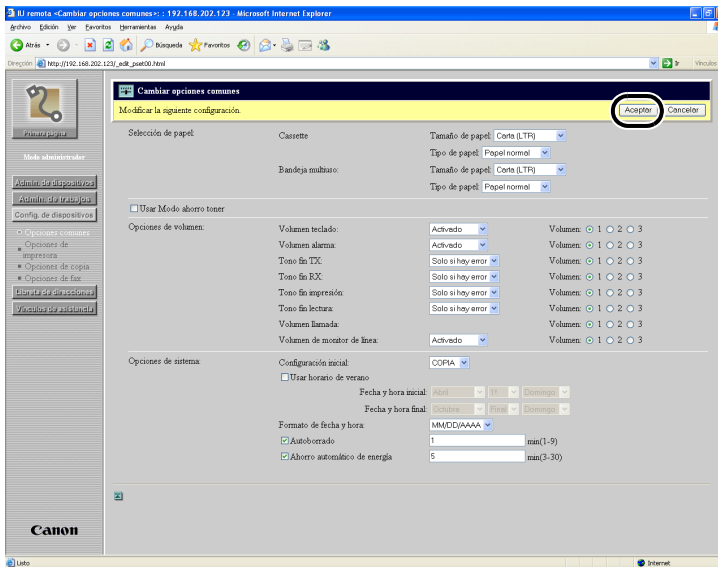 IU remota <Cambiar opciones comunes>: : 192.168.202.123 - Microsoft Internet Explorer
Archivo Edición Ver Favoritos Herramientas Ayuda
Atrás Búsqueda Favoritos
Dirección http://192.168.202.123/_edit_pset00.html Ir Vínculos
Cambiar opciones comunes
Modificar la siguiente configuración. Aceptar Cancelar
Primera página
Modo administrador
Admin. de dispositivos
Admin. de trabajos
Config. de dispositivos
Opciones comunes
Opciones de
impresora
Opciones de copia
Opciones de fax
Libreta de direcciones
Vínculos de asistencia
Canon
Selección de papel: Cassette Tamaño de papel: Carta (LTR)
Tipo de papel: Papel normal
Bandeja multiuso: Tamaño de papel: Carta (LTR)
Tipo de papel: Papel normal
Usar Modo ahorro toner
Opciones de volumen: Volumen teclado: Activado Volumen: 1 2 3
Volumen alarma: Activado Volumen: 1 2 3
Tono fin TX: Solo si hay error Volumen: 1 2 3
Tono fin RX: Solo si hay error Volumen: 1 2 3
Tono fin impresión: Solo si hay error Volumen: 1 2 3
Tono fin lectura: Solo si hay error Volumen: 1 2 3
Volumen llamada: Volumen: 1 2 3
Volumen de monitor de línea: Activado Volumen: 1 2 3
Opciones de sistema: Configuración inicial: COPIA
Usar horario de verano
Fecha y hora inicial: Abril 1º Domingo
Fecha y hora final: Octubre Final Domingo
Formato de fecha y hora: MM/DD/AAAA
Autoborrado 1 min(1-9)
Ahorro automático de energía 5 min(3-30)
Listo Internet